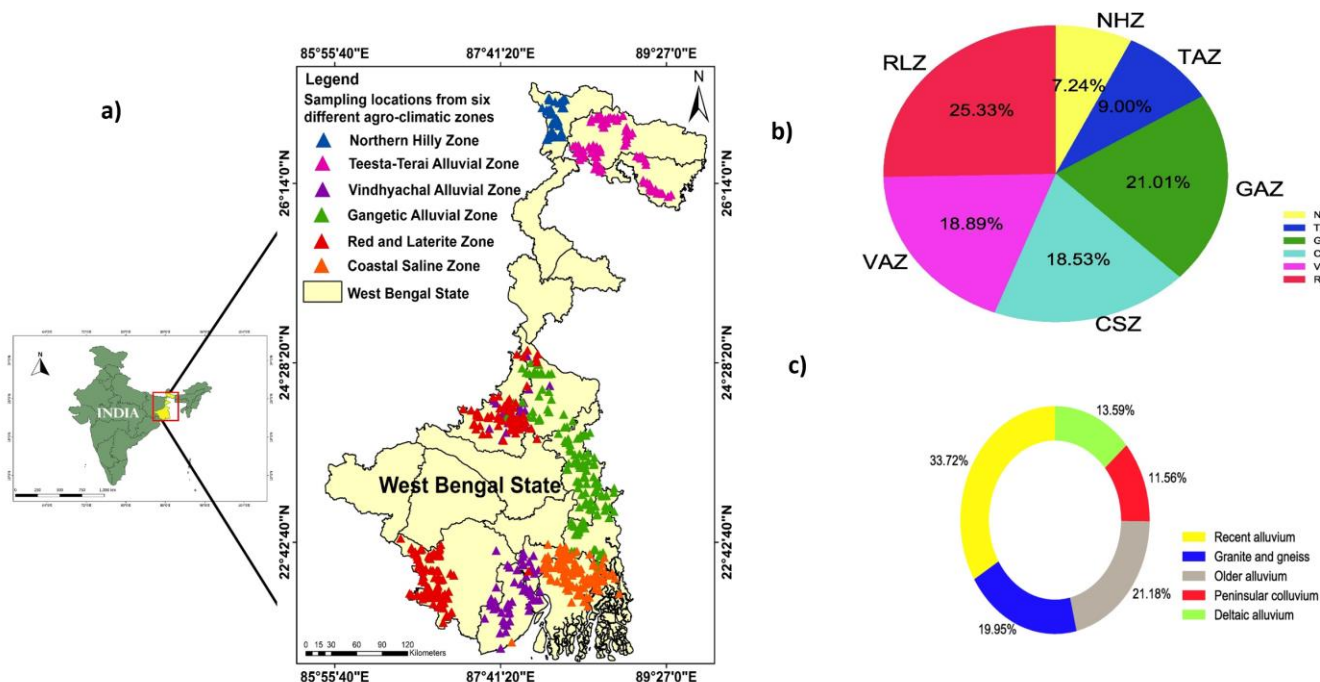 a)
85°55'40"E
87°41'20"E
89°27'0"E
Legend
Sampling locations from six
different agro-climatic zones
Northern Hilly Zone
Teesta-Terai Alluvial Zone
Vindhyachal Alluvial Zone
Gangetic Alluvial Zone
Red and Laterite Zone
Coastal Saline Zone
West Bengal State
N
26°14'0"N
24°28'20"N
22°42'40"N
26°14'0"N
24°28'20"N
22°42'40"N
West Bengal State
0 15 30 60 90 120
Kilometers
85°55'40"E
87°41'20"E
89°27'0"E
N
INDIA
b)
NHZ
7.24%
TAZ
9.00%
GAZ
21.01%
CSZ
18.53%
VAZ
18.89%
RLZ
25.33%
N
T
G
C
V
R
c)
13.59%
11.56%
21.18%
19.95%
33.72%
Recent alluvium
Granite and gneiss
Older alluvium
Peninsular colluvium
Deltaic alluvium